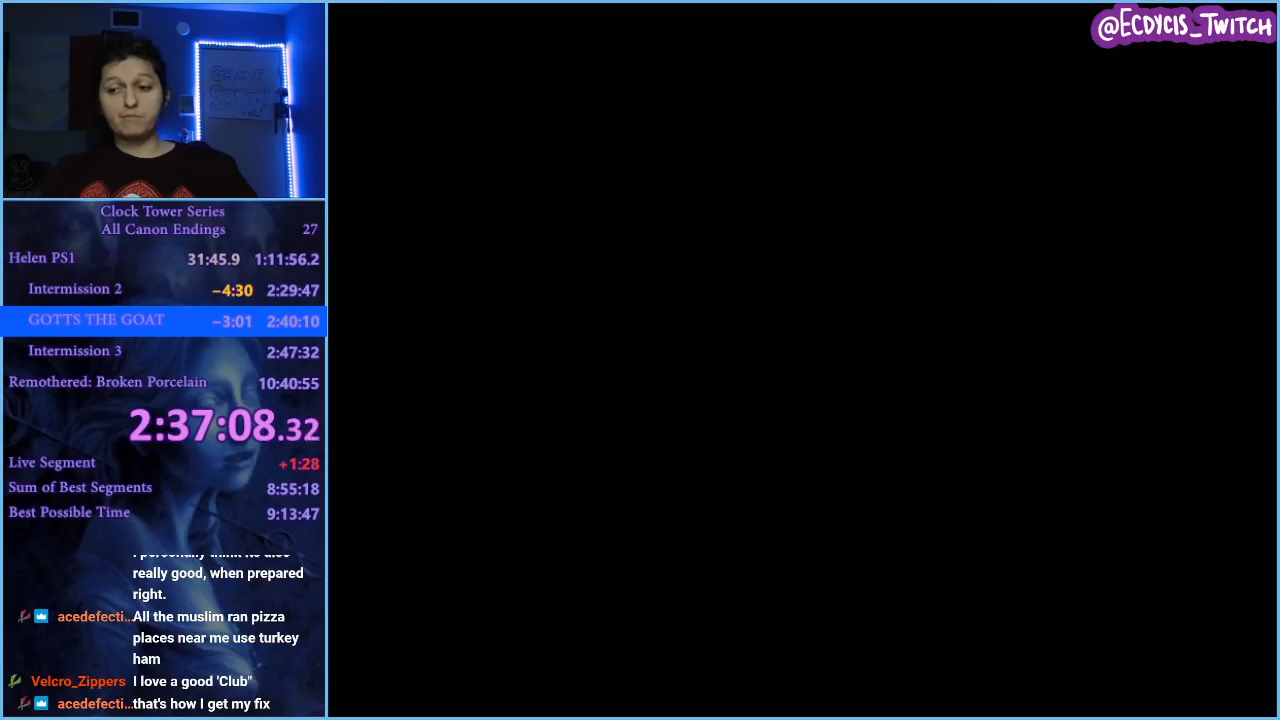 @ECDYCIS_TWITCH
Clock Tower Series
All Canon Endings 27
Helen PS1 31:45.9 1:11:56.2
Intermission 2 −4:30 2:29:47
GOTTS THE GOAT −3:01 2:40:10
Intermission 3 2:47:32
Remothered: Broken Porcelain 10:40:55
2:37:08.32
Live Segment +1:28
Sum of Best Segments 8:55:18
Best Possible Time 9:13:47
really good, when prepared
right.
acedefecti... All the muslim ran pizza
places near me use turkey
ham
Velcro_Zippers I love a good 'Club"
acedefecti... that's how I get my fix